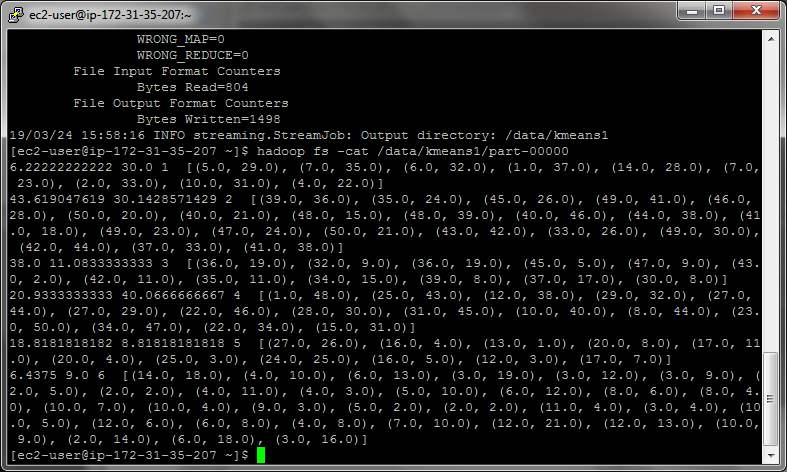 ec2-user@ip-172-31-35-207:~
WRONG_MAP=0
WRONG_REDUCE=0
File Input Format Counters
Bytes Read=804
File Output Format Counters
Bytes Written=1498
19/03/24 15:58:16 INFO streaming.StreamJob: Output directory: /data/kmeans1
[ec2-user@ip-172-31-35-207 ~]$ hadoop fs -cat /data/kmeans1/part-00000
6.22222222222 30.0 1  [(5.0, 29.0), (7.0, 35.0), (6.0, 32.0), (1.0, 37.0), (14.0, 28.0), (7.0,
 23.0), (2.0, 33.0), (10.0, 31.0), (4.0, 22.0)]
43.619047619 30.1428571429 2  [(39.0, 36.0), (35.0, 24.0), (45.0, 26.0), (49.0, 41.0), (46.0,
28.0), (50.0, 20.0), (40.0, 21.0), (48.0, 15.0), (48.0, 39.0), (40.0, 46.0), (44.0, 38.0), (41
.0, 18.0), (49.0, 23.0), (47.0, 24.0), (50.0, 21.0), (43.0, 42.0), (33.0, 26.0), (49.0, 30.0),
 (42.0, 44.0), (37.0, 33.0), (41.0, 38.0)]
38.0 11.0833333333 3  [(36.0, 19.0), (32.0, 9.0), (36.0, 19.0), (45.0, 5.0), (47.0, 9.0), (43.
0, 2.0), (42.0, 11.0), (35.0, 11.0), (34.0, 15.0), (39.0, 8.0), (37.0, 17.0), (30.0, 8.0)]
20.9333333333 40.0666666667 4  [(1.0, 48.0), (25.0, 43.0), (12.0, 38.0), (29.0, 32.0), (27.0,
44.0), (27.0, 29.0), (22.0, 46.0), (28.0, 30.0), (31.0, 45.0), (10.0, 40.0), (8.0, 44.0), (23.
0, 50.0), (34.0, 47.0), (22.0, 34.0), (15.0, 31.0)]
18.8181818182 8.81818181818 5  [(27.0, 26.0), (16.0, 4.0), (13.0, 1.0), (20.0, 8.0), (17.0, 11
.0), (20.0, 4.0), (25.0, 3.0), (24.0, 25.0), (16.0, 5.0), (12.0, 3.0), (17.0, 7.0)]
6.4375 9.0 6  [(14.0, 18.0), (4.0, 10.0), (6.0, 13.0), (3.0, 19.0), (3.0, 12.0), (3.0, 9.0), (
2.0, 5.0), (2.0, 2.0), (4.0, 11.0), (4.0, 3.0), (5.0, 10.0), (6.0, 12.0), (8.0, 6.0), (8.0, 4.
0), (10.0, 7.0), (10.0, 4.0), (9.0, 3.0), (5.0, 2.0), (2.0, 2.0), (11.0, 4.0), (3.0, 4.0), (10
.0, 5.0), (12.0, 6.0), (6.0, 8.0), (4.0, 8.0), (7.0, 10.0), (12.0, 21.0), (12.0, 13.0), (10.0,
 9.0), (2.0, 14.0), (6.0, 18.0), (3.0, 16.0)]
[ec2-user@ip-172-31-35-207 ~]$